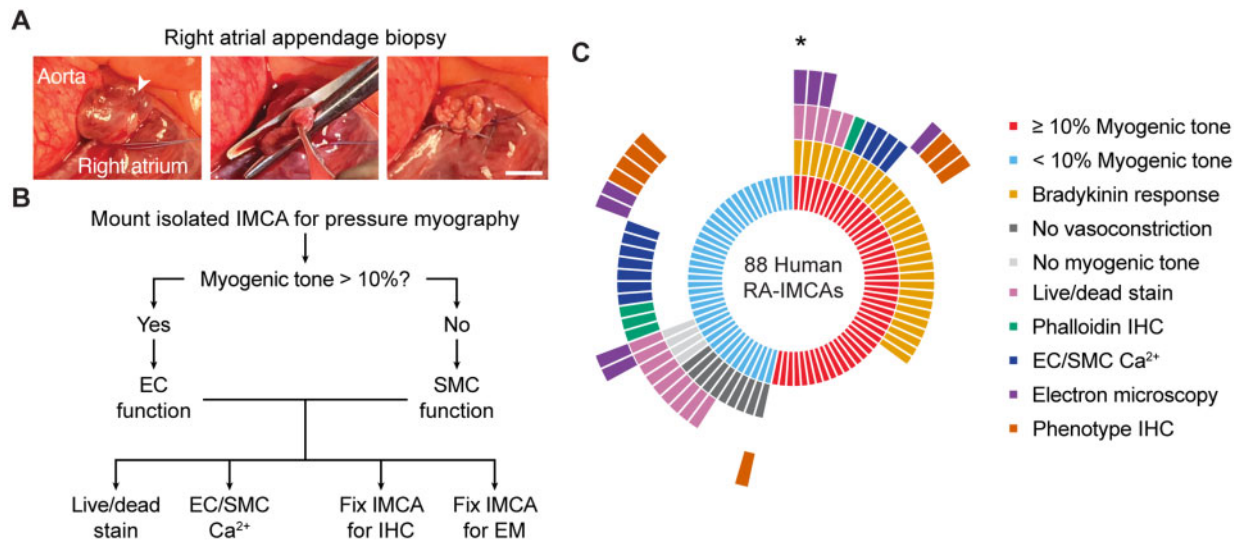 A
Right atrial appendage biopsy
Aorta
Right atrium
B
Mount isolated IMCA for pressure myography
Myogenic tone > 10%?
Yes
No
EC
function
SMC
function
Live/dead
stain
EC/SMC
Ca²⁺
Fix IMCA
for IHC
Fix IMCA
for EM
C
*
88 Human
RA-IMCAs
≥ 10% Myogenic tone
< 10% Myogenic tone
Bradykinin response
No vasoconstriction
No myogenic tone
Live/dead stain
Phalloidin IHC
EC/SMC Ca²⁺
Electron microscopy
Phenotype IHC